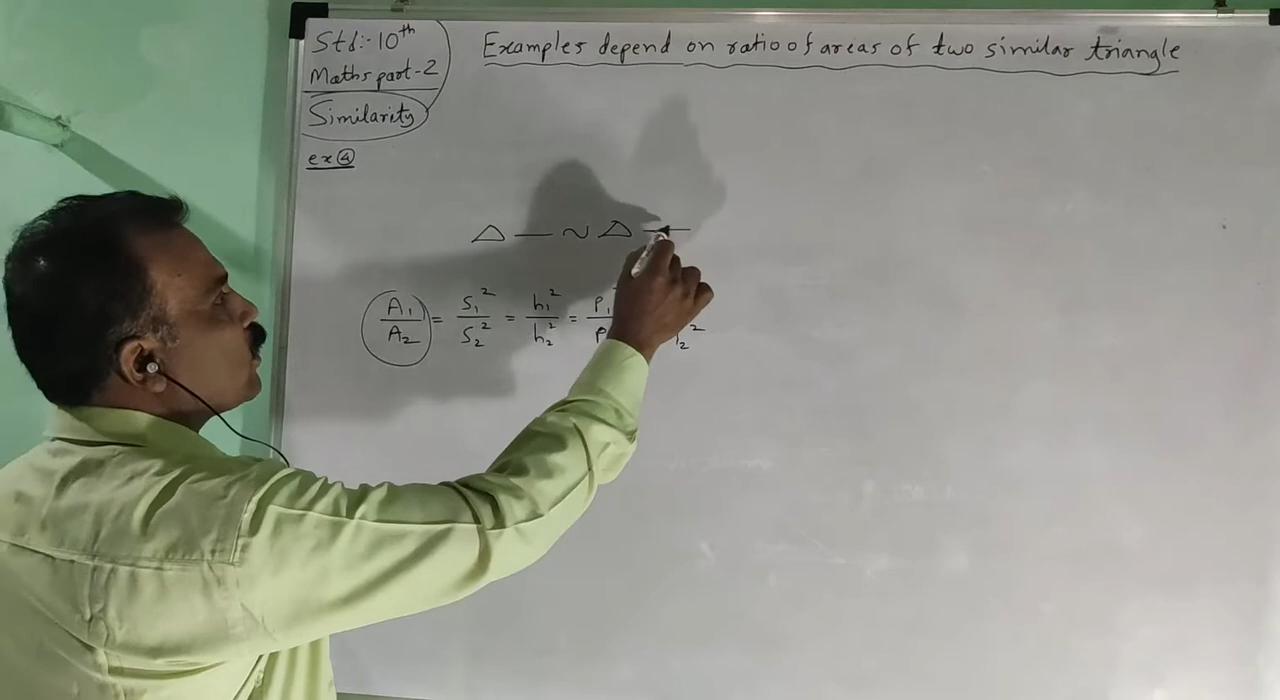 Std:- 10th
Maths part-2
Similarity
Examples depend on ratio of areas of two similar triangle
ex ④
△ — ~ △ —
A₁/A₂ = S₁²/S₂² = h₁²/h₂² =